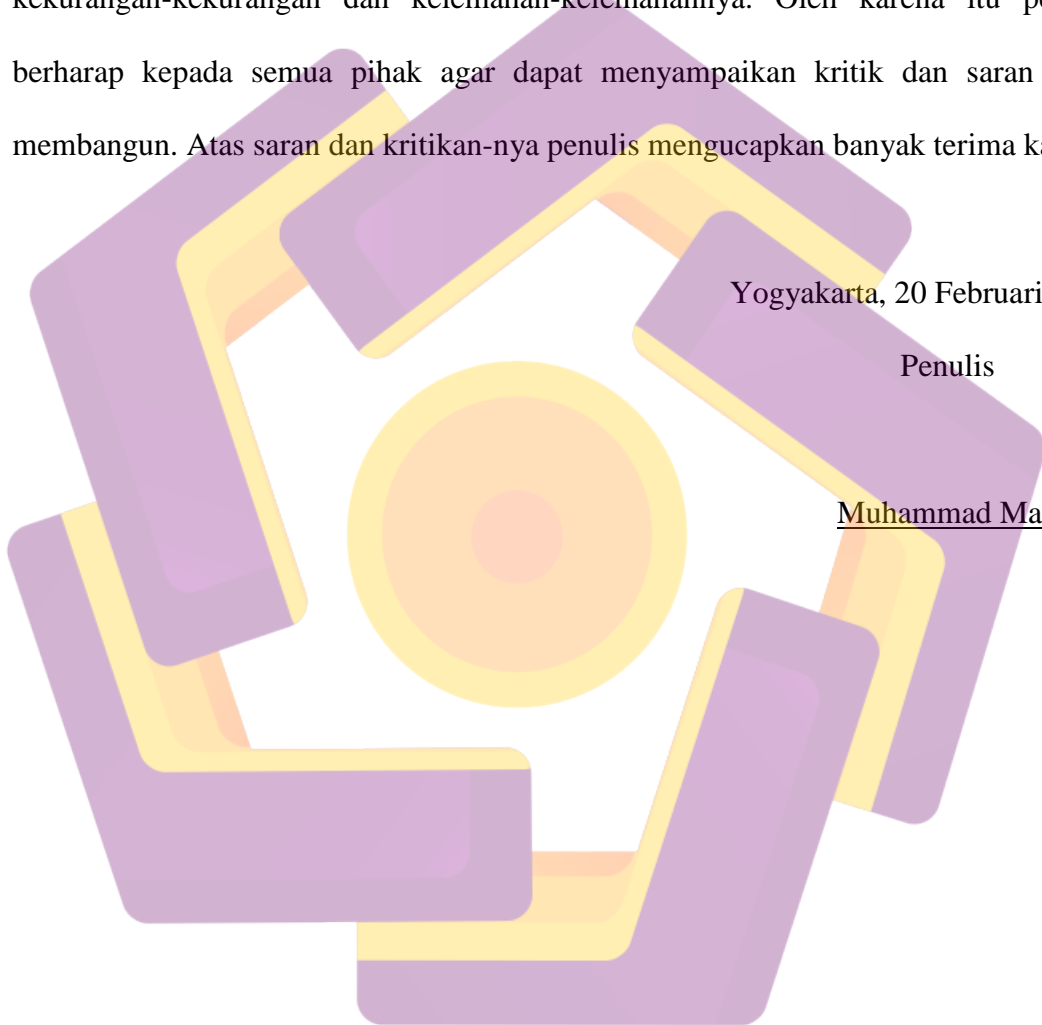 kekurangan-kekurangan dan kelemahan-kelemahannya. Oleh karena itu
berharap kepada semua pihak agar dapat menyampaikan kritik dan saran
membangun. Atas saran dan kritikan-nya penulis mengucapkan banyak terima
Yogyakarta, 20 Februari
Penulis
Muhammad